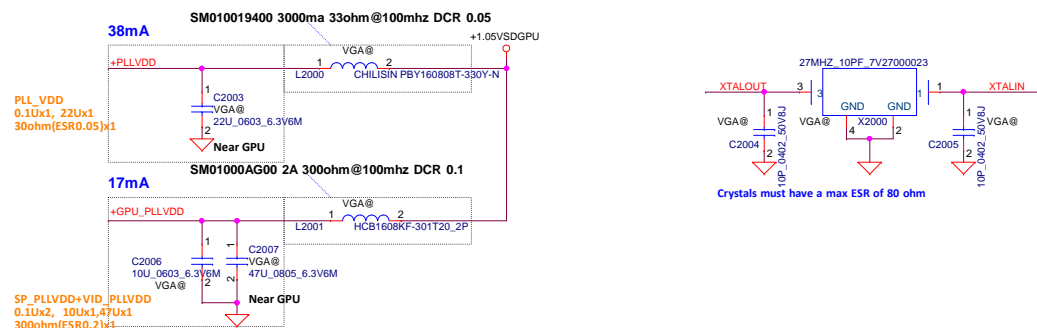 SM010019400 3000ma 33ohm@100mhz DCR 0.05
38mA
+1.05VSDGPU
VGA@
+PLLVDD
1
2
L2000
CHILISIN PBY160808T-330Y-N
PLL_VDD
0.1Ux1, 22Ux1
30ohm(ESR0.05)x1
1
C2003
VGA@
22U_0603_6.3V6M
2
Near GPU
SM01000AG00 2A 300ohm@100mhz DCR 0.1
17mA
VGA@
+GPU_PLLVDD
1
2
L2001
HCB1608KF-301T20_2P
1
C2006
10U_0603_6.3V6M
VGA@
2
1
C2007
VGA@
47U_0805_6.3V6M
2
Near GPU
SP_PLLVDD+VID_PLLVDD
0.1Ux2, 10Ux1,47Ux1
300ohm(ESR0.2)x1
27MHZ_10PF_7V27000023
XTALOUT
3
3
1
1
XTALIN
GND
GND
VGA@
1
C2004
2
10P_0402_50V8J
VGA@
4
X2000
2
1
VGA@
C2005
2
10P_0402_50V8J
Crystals must have a max ESR of 80 ohm